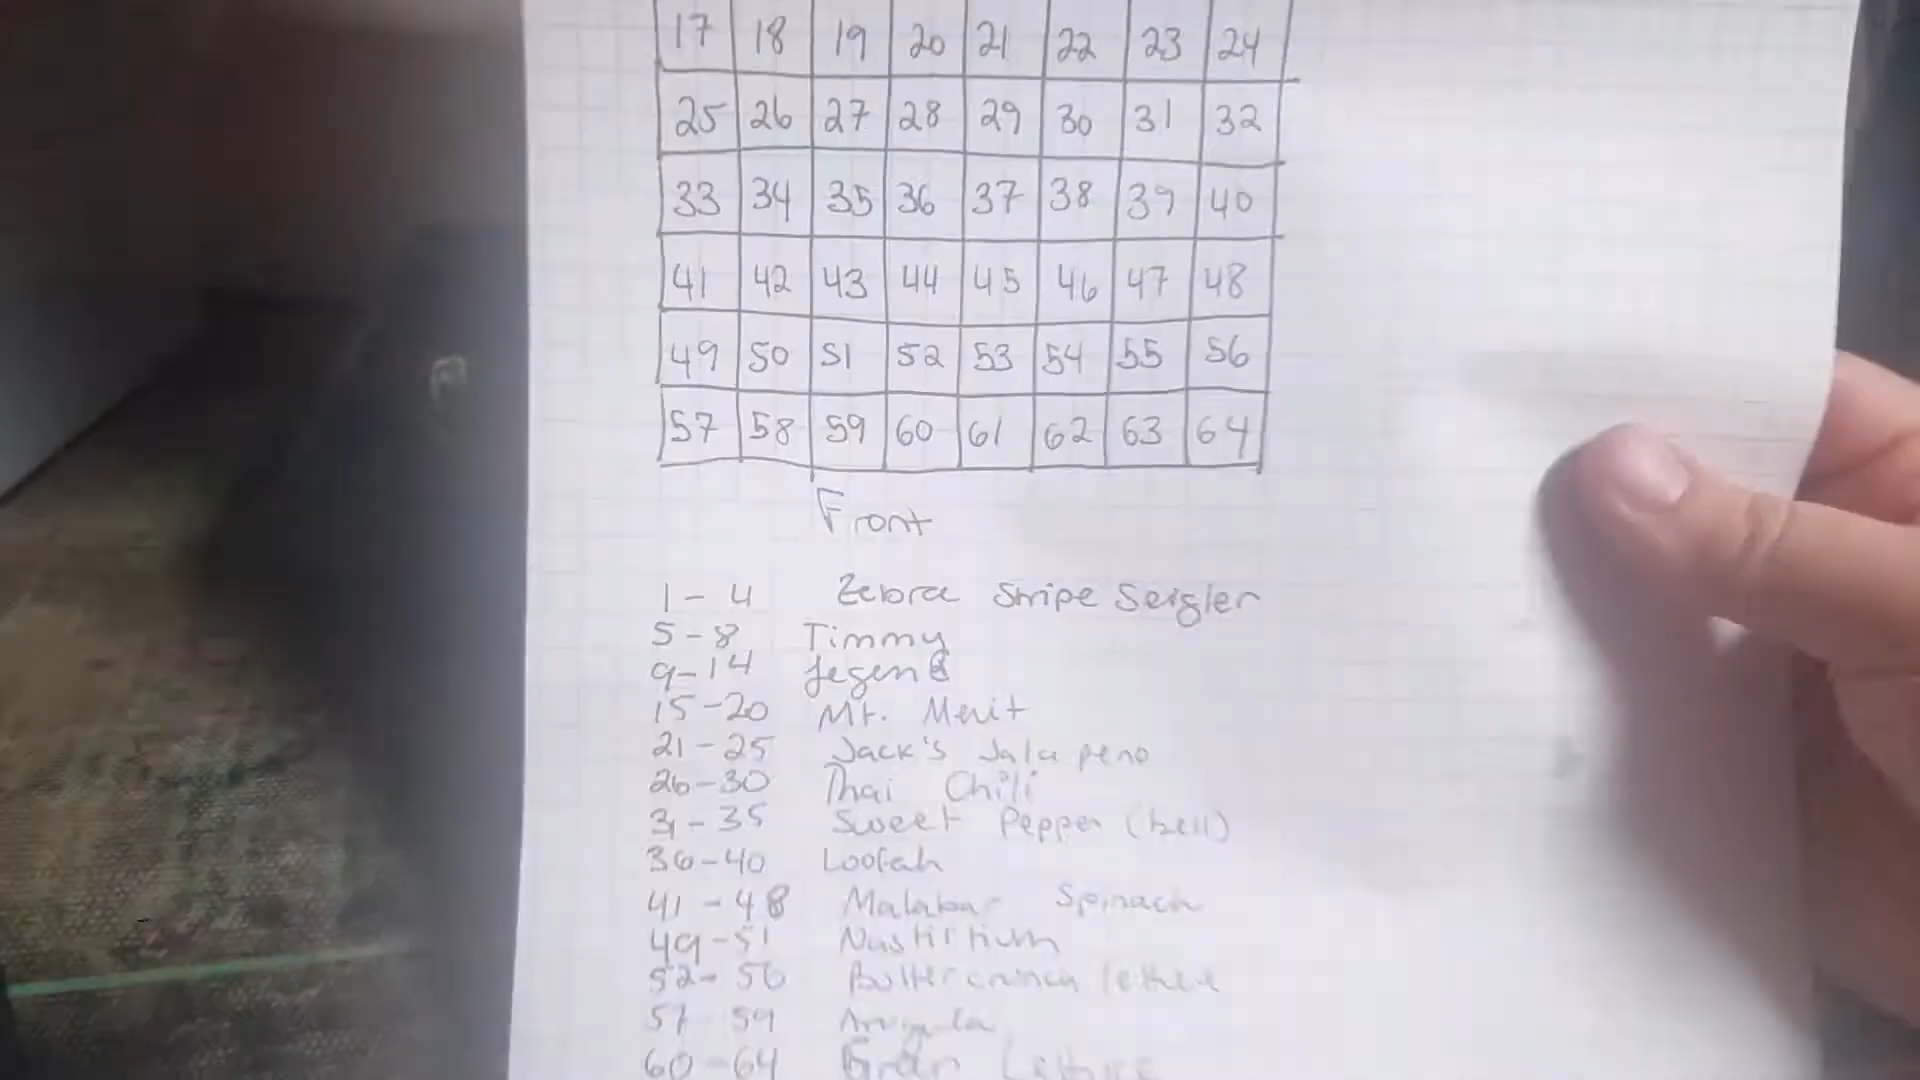 17 18 19 20 21 22 23 24
25 26 27 28 29 30 31 32
33 34 35 36 37 38 39 40
41 42 43 44 45 46 47 48
49 50 51 52 53 54 55 56
57 58 59 60 61 62 63 64
Front
1-4 Zebra Stripe Seigler
5-8 Timmy
9-14 Legend
15-20 Mt. Merit
21-25 Jack's Jalapeno
26-30 Thai Chili
31-35 Sweet Pepper (bell)
36-40 Loofah
41-48 Malabar Spinach
49-51 Nustirtium
52-56 Buttercrunch lettuce
57-59 Arugula
60-64 Lettuce